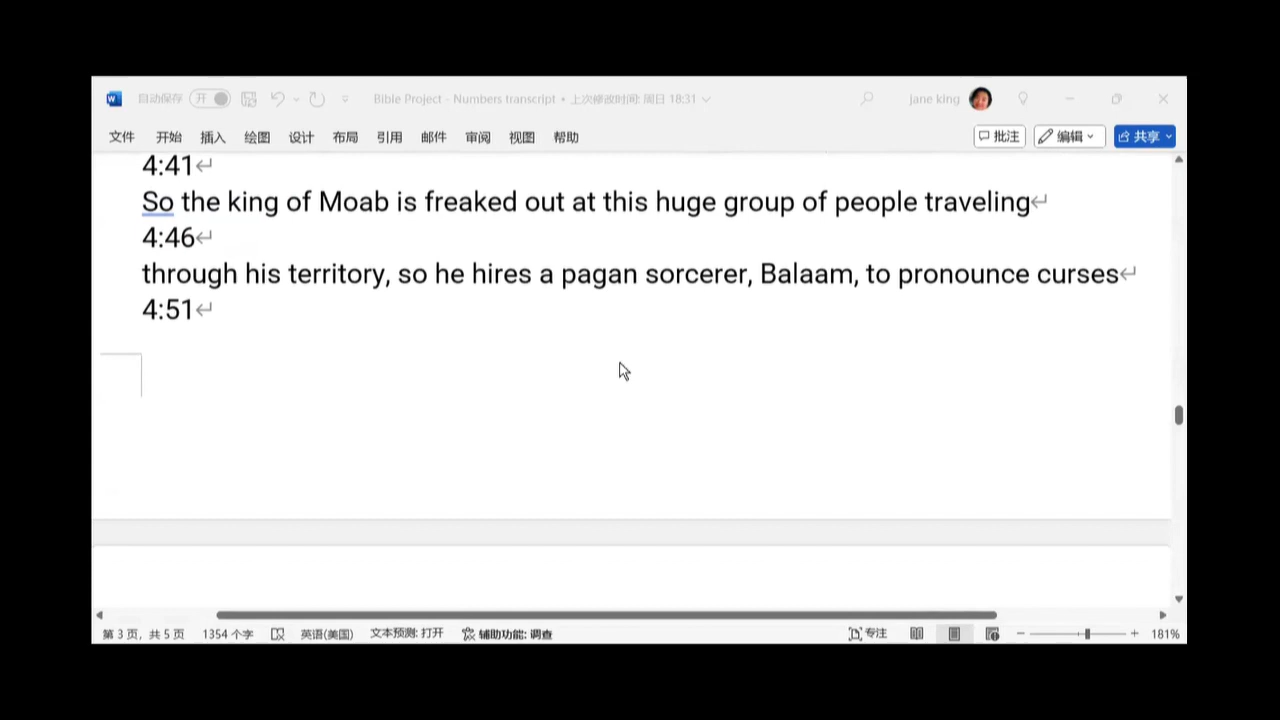 自动保存 开 Bible Project - Numbers transcript • 上次修改时间: 周日 18:31 jane king
文件 开始 插入 绘图 设计 布局 引用 邮件 审阅 视图 帮助 批注 编辑 共享
4:41
So the king of Moab is freaked out at this huge group of people traveling
4:46
through his territory, so he hires a pagan sorcerer, Balaam, to pronounce curses
4:51
第 3 页, 共 5 页 1354 个字 英语(美国) 文本预测: 打开 辅助功能: 调查 专注 181%